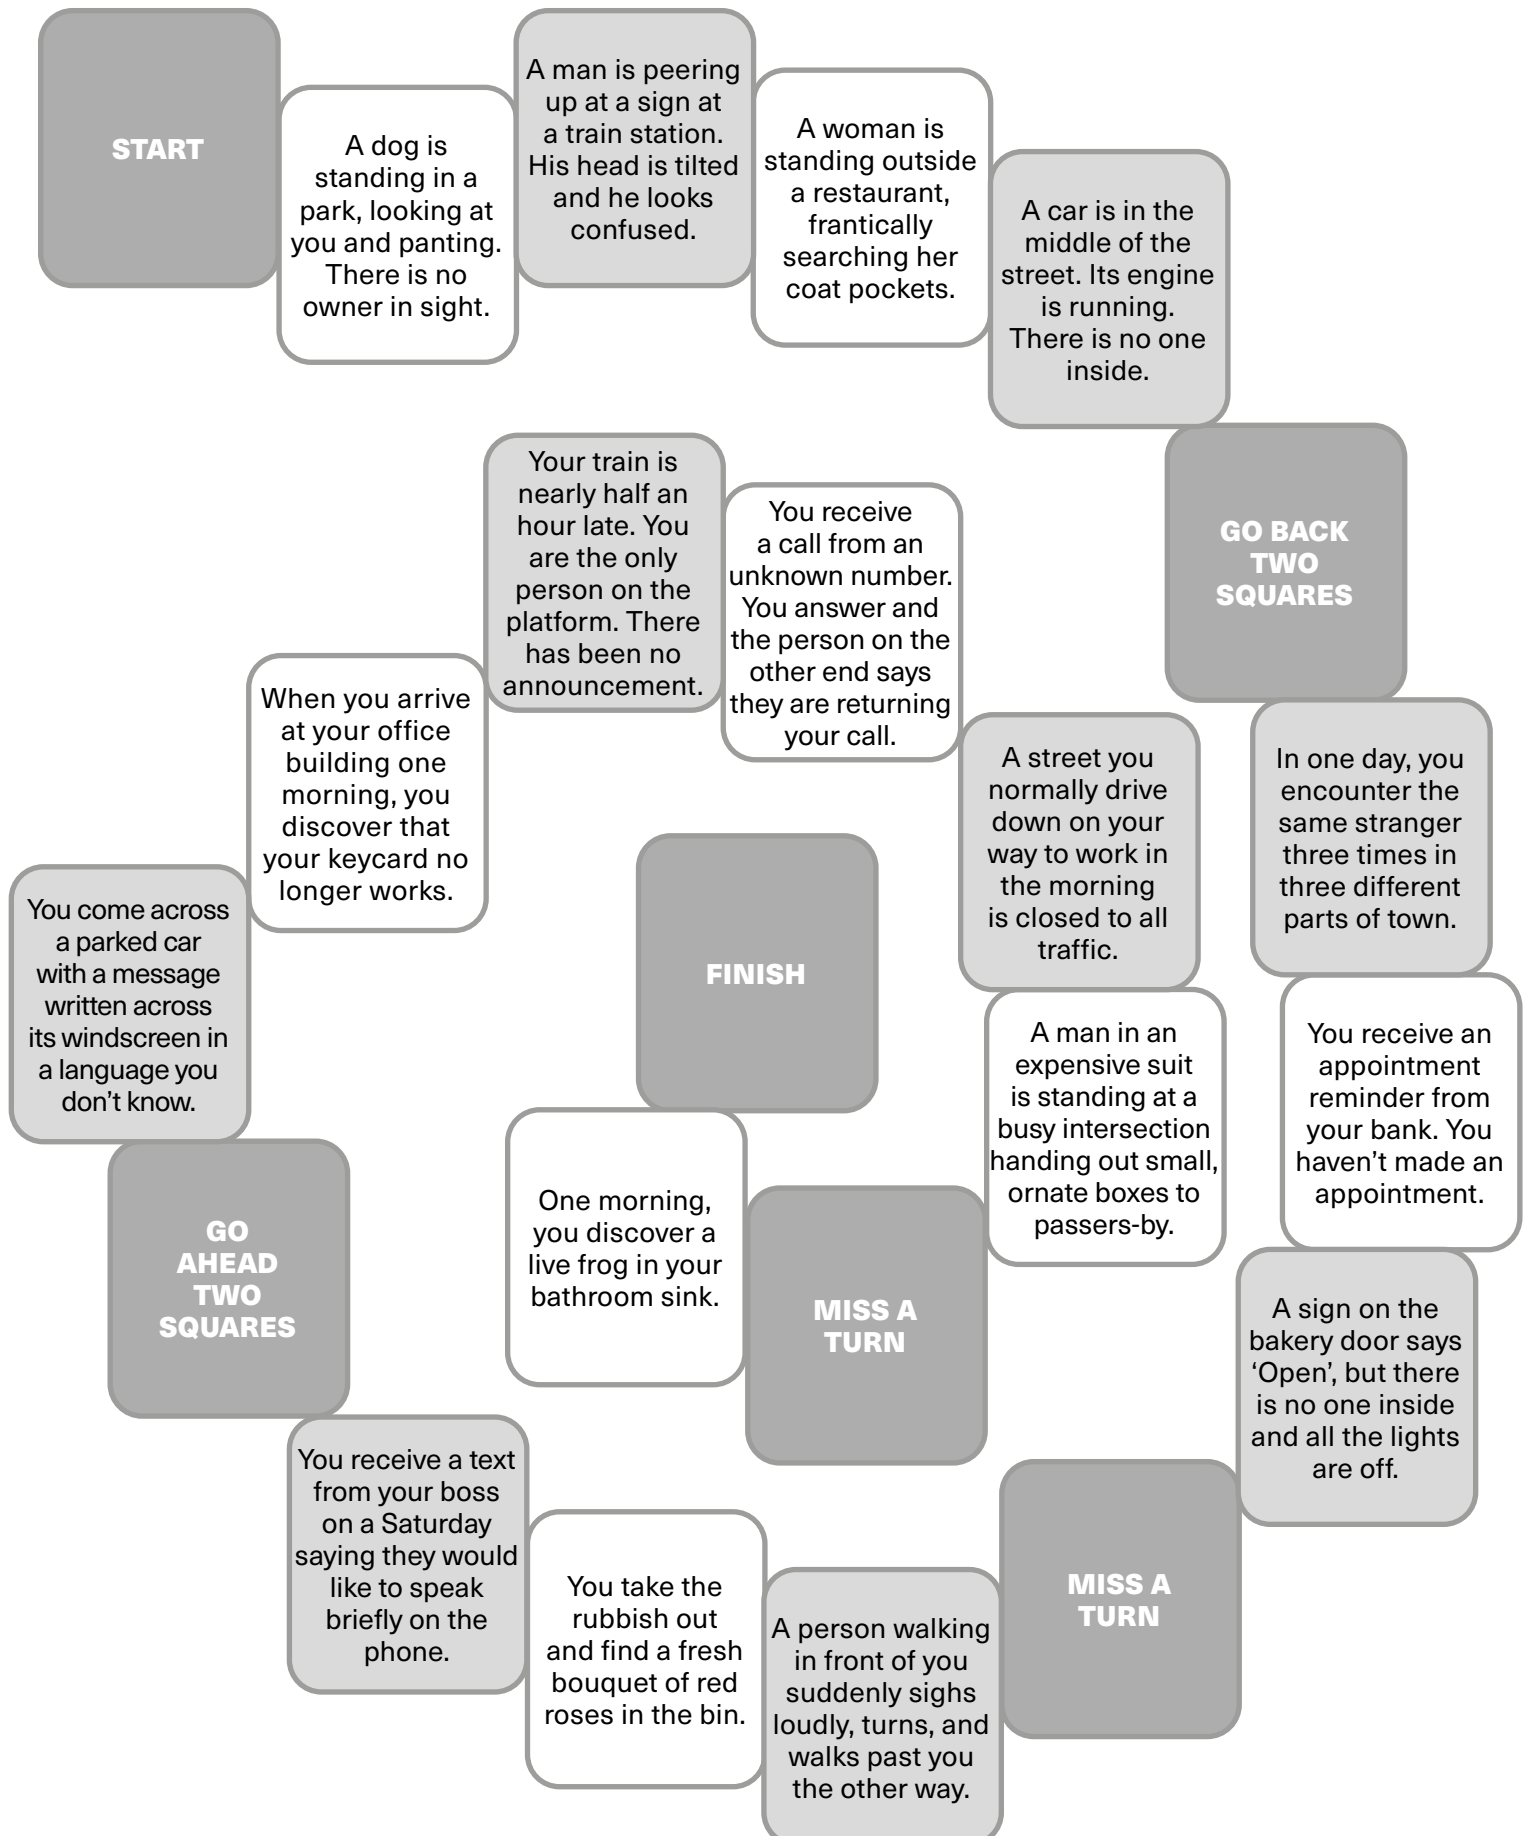 START
A dog is
standing in a
park, looking at
you and panting.
There is no
owner in sight.
A man is peering
up at a sign at
a train station.
His head is tilted
and he looks
confused.
A woman is
standing outside
a restaurant,
frantically
searching her
coat pockets.
A car is in the
middle of the
street. Its engine
is running.
There is no one
inside.
GO BACK
TWO
SQUARES
In one day, you
encounter the
same stranger
three times in
three different
parts of town.
You receive an
appointment
reminder from
your bank. You
haven’t made an
appointment.
A sign on the
bakery door says
‘Open’, but there
is no one inside
and all the lights
are off.
MISS A
TURN
A person walking
in front of you
suddenly sighs
loudly, turns, and
walks past you
the other way.
You take the
rubbish out
and find a fresh
bouquet of red
roses in the bin.
You receive a text
from your boss
on a Saturday
saying they would
like to speak
briefly on the
phone.
GO
AHEAD
TWO
SQUARES
You come across
a parked car
with a message
written across
its windscreen in
a language you
don’t know.
When you arrive
at your office
building one
morning, you
discover that
your keycard no
longer works.
Your train is
nearly half an
hour late. You
are the only
person on the
platform. There
has been no
announcement.
You receive
a call from an
unknown number.
You answer and
the person on the
other end says
they are returning
your call.
A street you
normally drive
down on your
way to work in
the morning
is closed to all
traffic.
A man in an
expensive suit
is standing at a
busy intersection
handing out small,
ornate boxes to
passers-by.
MISS A
TURN
One morning,
you discover a
live frog in your
bathroom sink.
FINISH